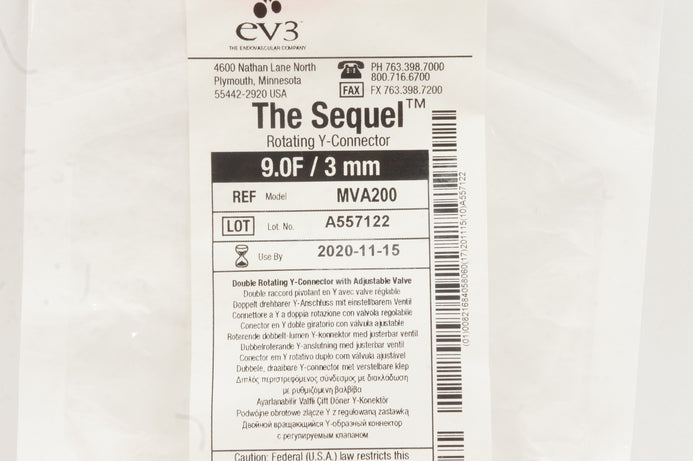 ev3
THE ENDOVASCULAR COMPANY
4600 Nathan Lane North
Plymouth, Minnesota
55442-2920 USA
PH 763.398.7000
800.716.6700
FAX FX 763.398.7200
The Sequel™
Rotating Y-Connector
9.0F / 3 mm
REF Model MVA200
LOT Lot. No. A557122
Use By 2020-11-15
Double Rotating Y-Connector with Adjustable Valve
Double raccord pivotant en Y avec valve réglable
Doppelt drehbarer Y-Anschluss mit einstellbarem Ventil
Connettore a Y a doppia rotazione con valvola regolabile
Conector en Y doble giratorio con válvula ajustable
Roterende dobbelt-lumen Y-konnektor med justerbar ventil
Dubbelroterande Y-anslutning med justerbar ventil
Conector em Y rotativo duplo com válvula ajustável
Dubbele, draaibare Y-connector met verstelbare klep
Διπλός περιστρεφόμενος σύνδεσμος με διακλάδωση
με ρυθμιζόμενη βαλβίδα
Ayarlanabilir Valfli Çift Döner Y-Konektör
Podwójne obrotowe złącze Y z regulowaną zastawką
Двойной вращающийся Y-образный коннектор
с регулируемым клапаном
Caution: Federal (U.S.A.) law restricts this
(01)00821684058060(17)201115(10)A557122